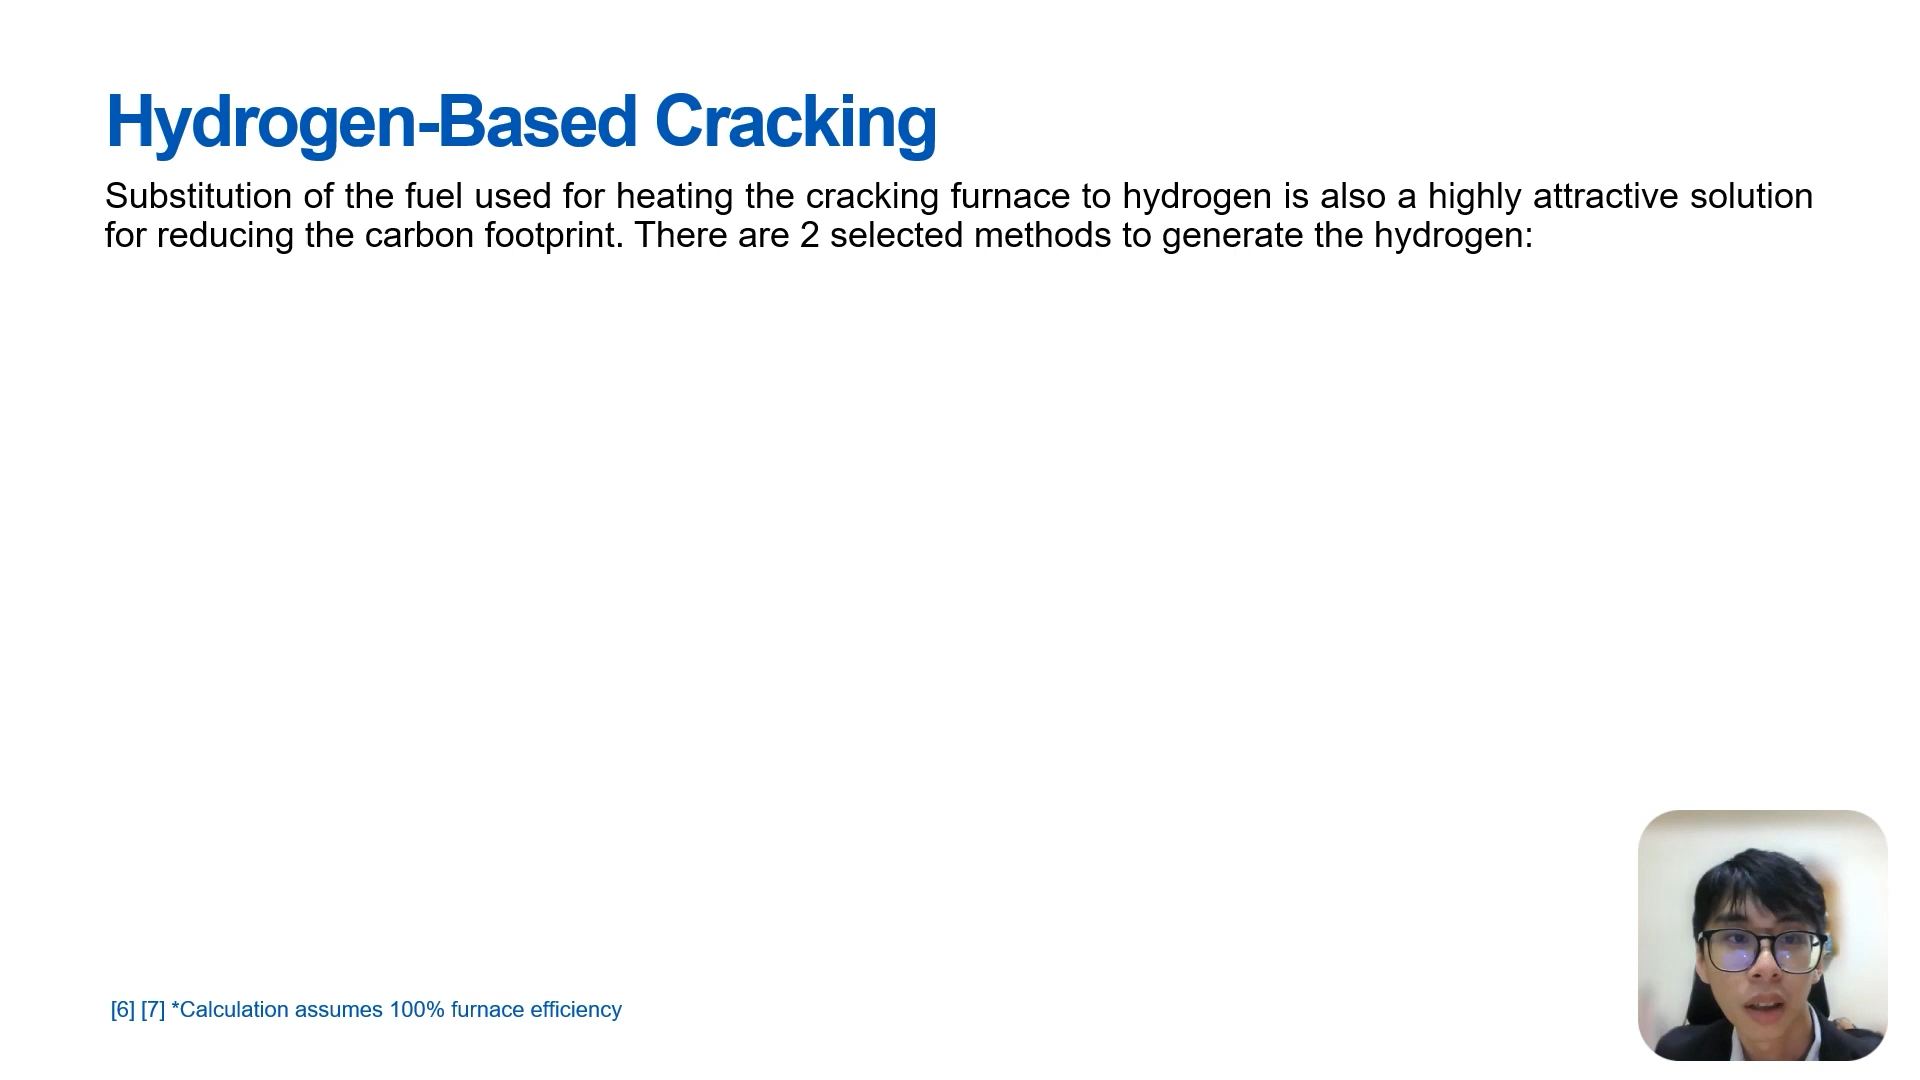 Hydrogen-Based Cracking
Substitution of the fuel used for heating the cracking furnace to hydrogen is also a highly attractive solution
for reducing the carbon footprint. There are 2 selected methods to generate the hydrogen:
[6] [7] *Calculation assumes 100% furnace efficiency